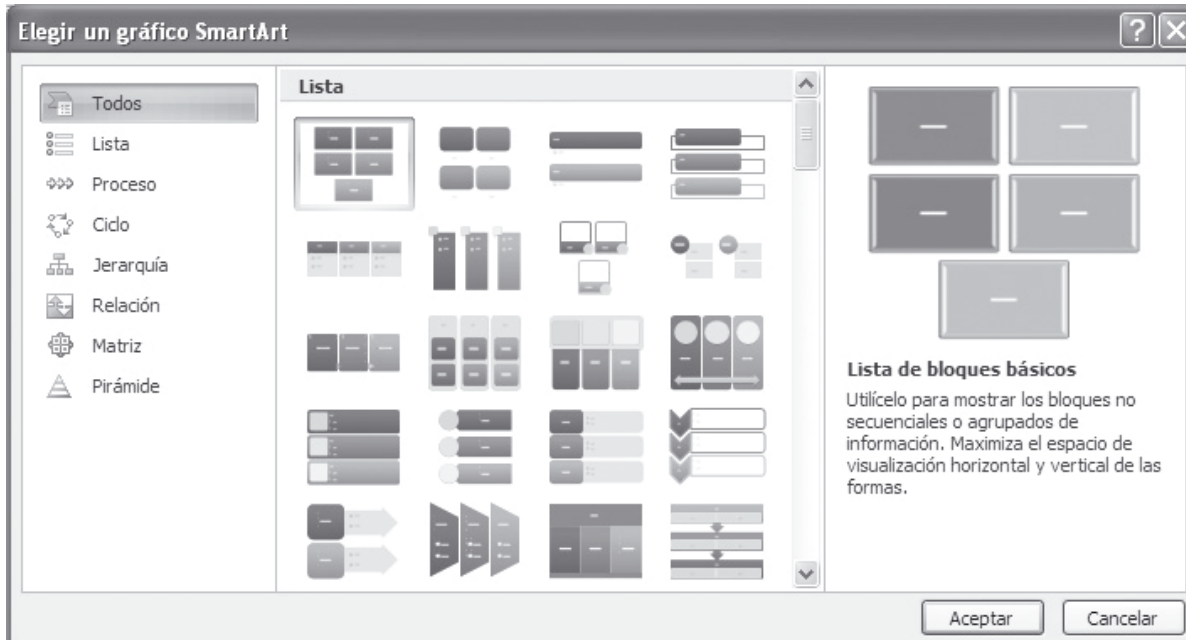 Elegir un gráfico SmartArt
Todos
Lista
Proceso
Ciclo
Jerarquía
Relación
Matriz
Pirámide
Lista
Lista de bloques básicos
Utilícelo para mostrar los bloques no
secuenciales o agrupados de
información. Maximiza el espacio de
visualización horizontal y vertical de las
formas.
Aceptar
Cancelar